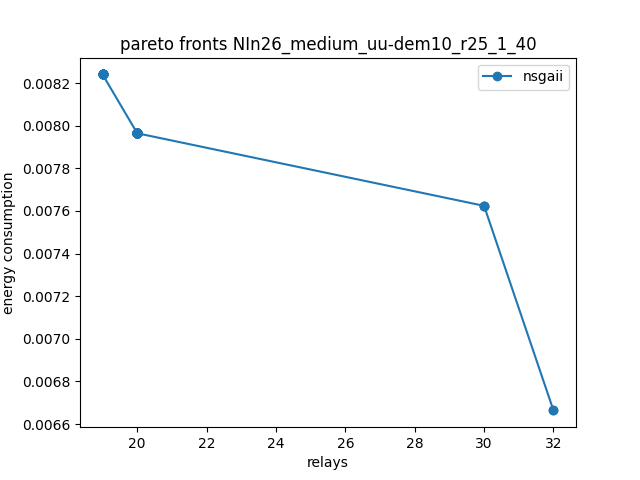 pareto fronts NIn26_medium_uu-dem10_r25_1_40
nsgaii
energy consumption
0.0082
0.0080
0.0078
0.0076
0.0074
0.0072
0.0070
0.0068
0.0066
20 22 24 26 28 30 32
relays